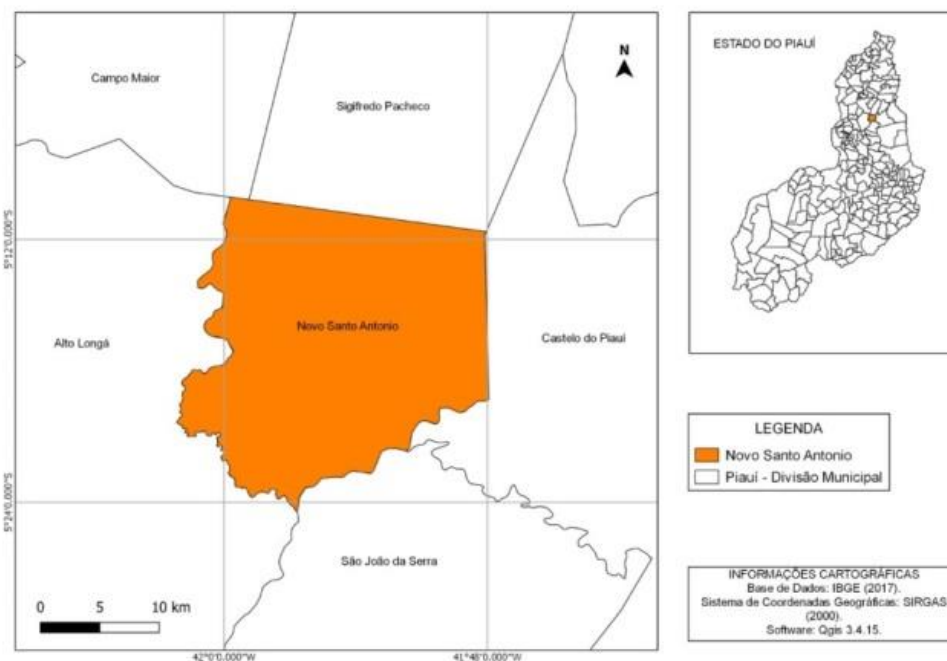 Campo Maior
Sigifredo Pacheco
N
5°12'0.000"S
Novo Santo Antonio
Alto Longá
Castelo do Piauí
5°24'0.000"S
São João da Serra
0 5 10 km
42°0'0.000"W
41°48'0.000"W
ESTADO DO PIAUÍ
LEGENDA
Novo Santo Antonio
Piauí - Divisão Municipal
INFORMAÇÕES CARTOGRÁFICAS
Base de Dados: IBGE (2017).
Sistema de Coordenadas Geográficas: SIRGAS
(2000).
Software: Qgis 3.4.15.